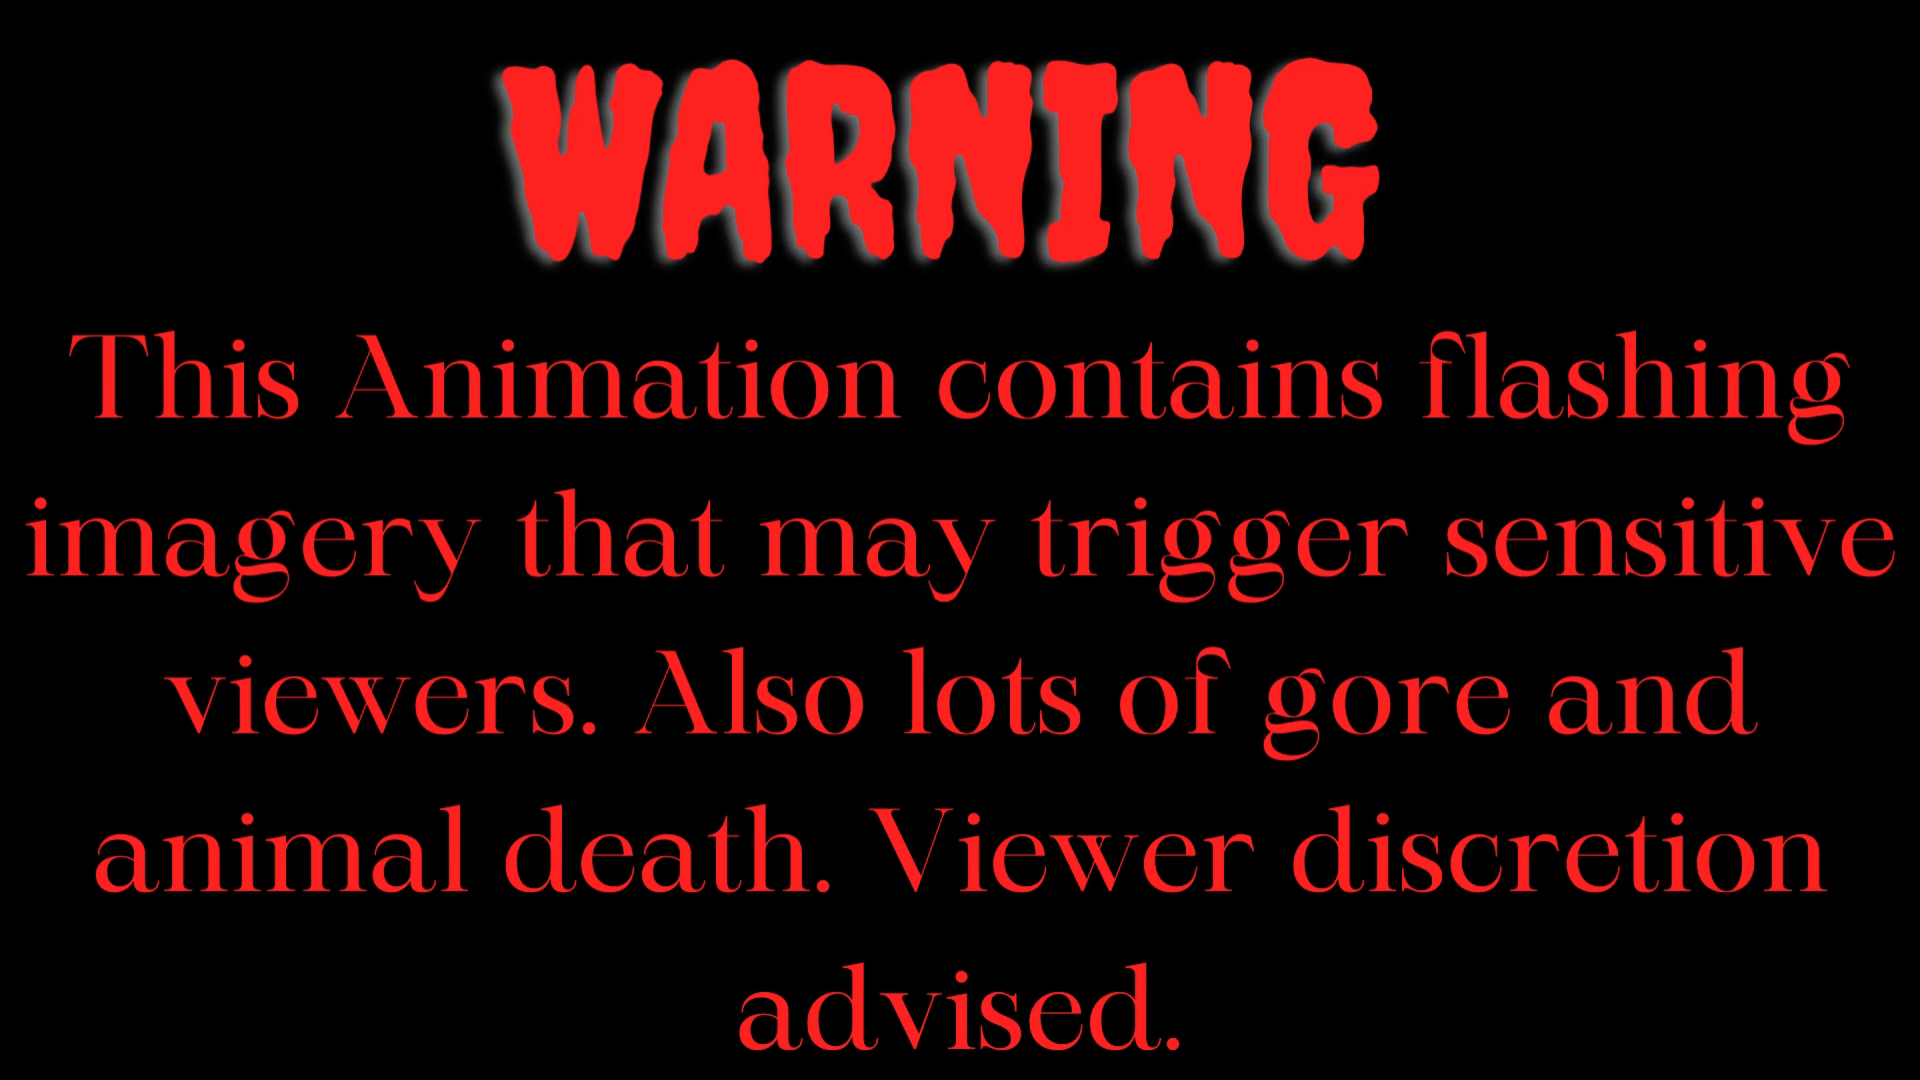 WARNING
This Animation contains flashing
imagery that may trigger sensitive
viewers. Also lots of gore and
animal death. Viewer discretion
advised.